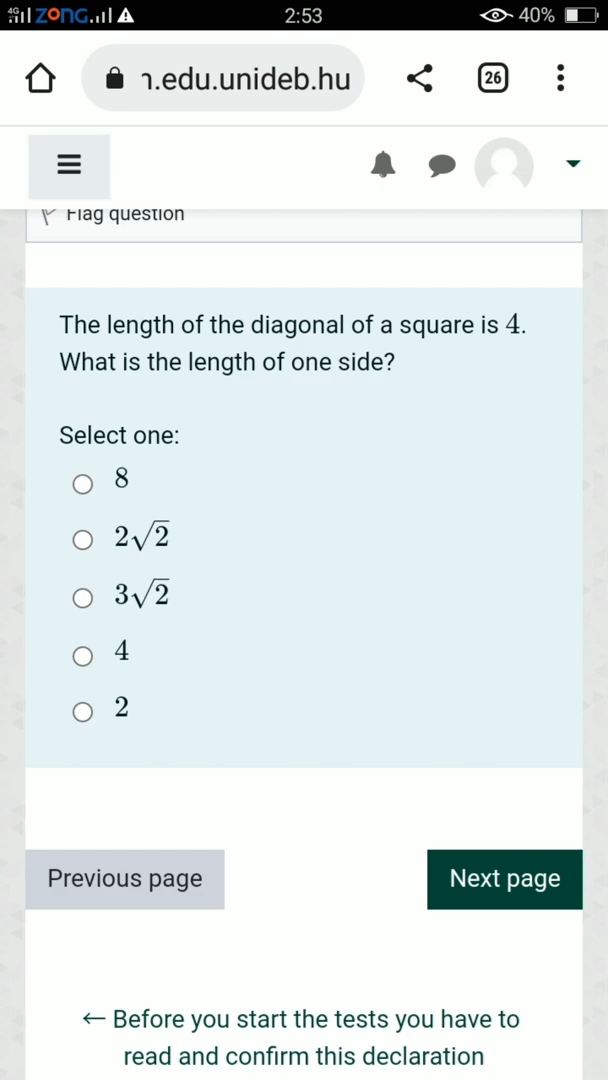 4G zong 2:53 40%
n.edu.unideb.hu 26
Flag question
The length of the diagonal of a square is 4.
What is the length of one side?
Select one:
8
2√2
3√2
4
2
Previous page Next page
← Before you start the tests you have to
read and confirm this declaration